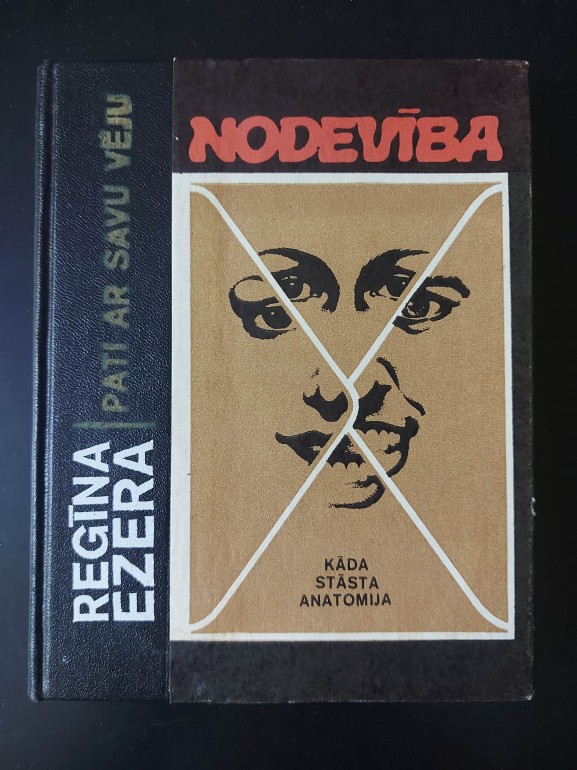 REGĪNA
EZERA
PATI AR SAVU VĒJU
NODEVĪBA
KĀDA
STĀSTA
ANATOMIJA